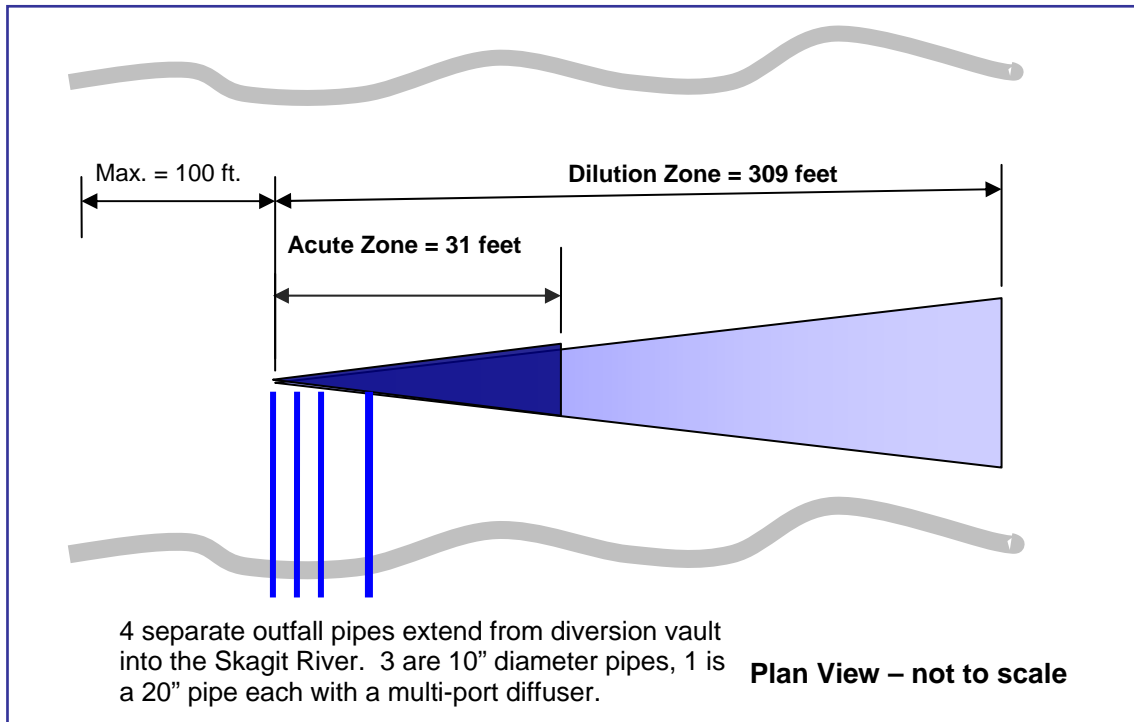 Max. = 100 ft.
Dilution Zone = 309 feet
Acute Zone = 31 feet
4 separate outfall pipes extend from diversion vault
into the Skagit River.  3 are 10” diameter pipes, 1 is
a 20” pipe each with a multi-port diffuser.
Plan View – not to scale